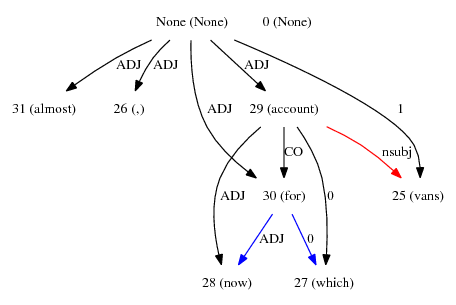 None (None) 0 (None)
ADJ ADJ ADJ
31 (almost) 26 (,) ADJ 29 (account) 1
CO nsubj
ADJ 30 (for) 0 25 (vans)
ADJ 0
28 (now) 27 (which)